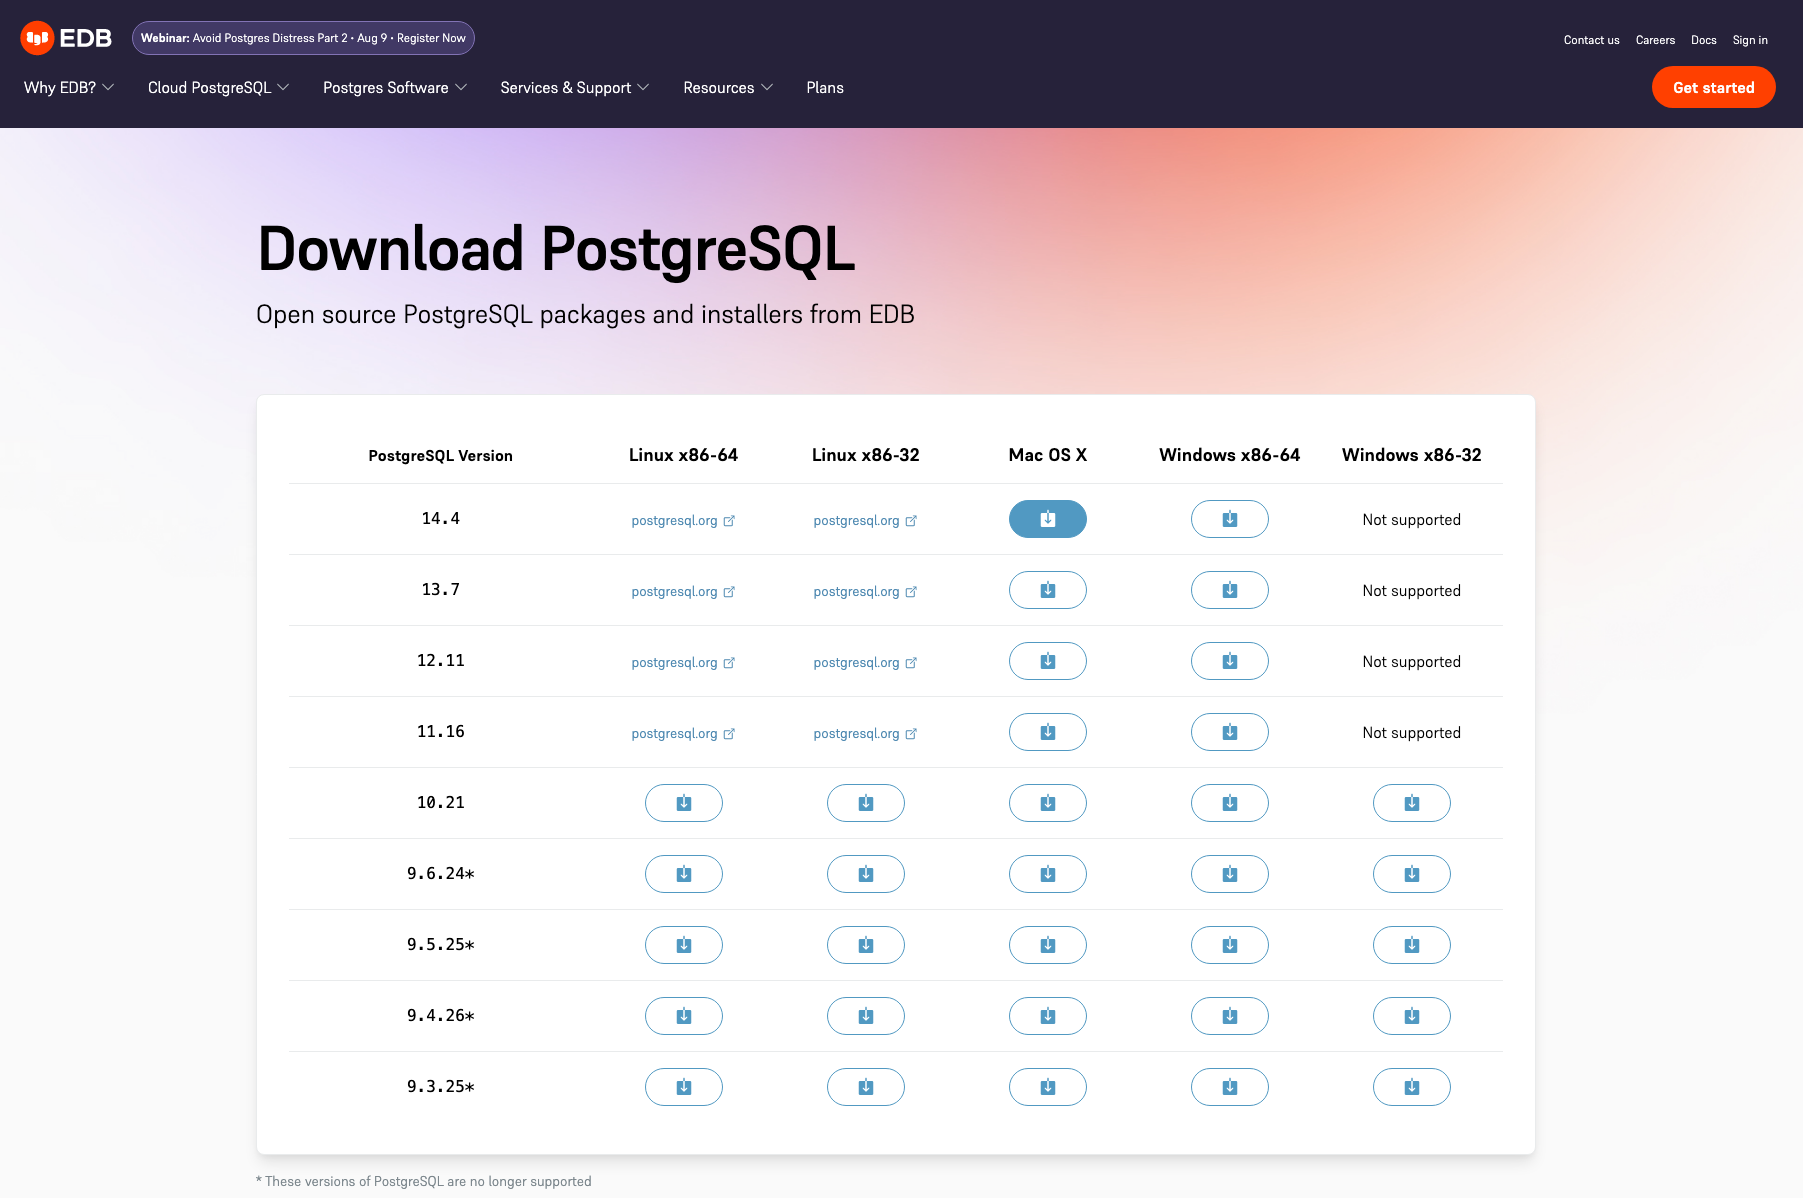 EDB
Webinar: Avoid Postgres Distress Part 2 • Aug 9 • Register Now
Contact us Careers Docs Sign in
Why EDB? Cloud PostgreSQL Postgres Software Services & Support Resources Plans
Get started
Download PostgreSQL
Open source PostgreSQL packages and installers from EDB
PostgreSQL Version Linux x86-64 Linux x86-32 Mac OS X Windows x86-64 Windows x86-32
14.4 postgresql.org postgresql.org Not supported
13.7 postgresql.org postgresql.org Not supported
12.11 postgresql.org postgresql.org Not supported
11.16 postgresql.org postgresql.org Not supported
10.21
9.6.24*
9.5.25*
9.4.26*
9.3.25*
* These versions of PostgreSQL are no longer supported